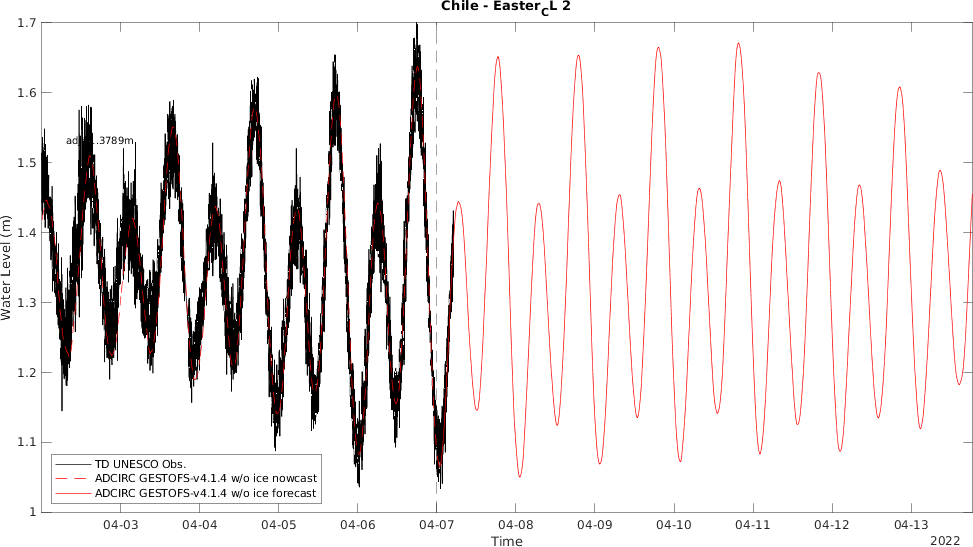 Chile - Easter_CL 2
1.7
1.6
1.5
1.4
1.3
1.2
1.1
1
Water Level (m)
TD UNESCO Obs.
ADCIRC GESTOFS-v4.1.4 w/o ice nowcast
ADCIRC GESTOFS-v4.1.4 w/o ice forecast
04-03 04-04 04-05 04-06 04-07 04-08 04-09 04-10 04-11 04-12 04-13
Time
2022